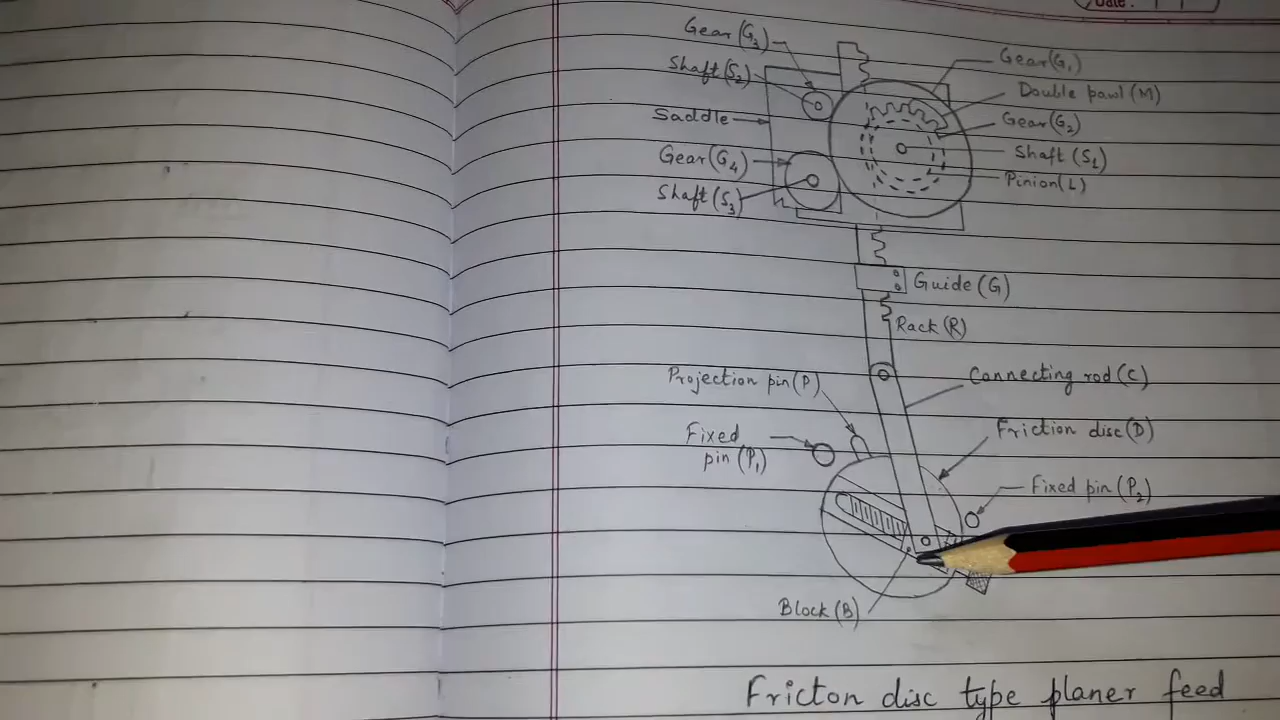 Date:
Gear (G3)
Shaft (S2)
Saddle
Gear (G4)
Shaft (S3)
Gear (G1)
Double pawl (M)
Gear (G2)
Shaft (S1)
Pinion (L)
Guide (G)
Rack (R)
Projection pin (P)
Connecting rod (C)
Fixed
pin (P1)
Friction disc (D)
Fixed pin (P2)
Block (B)
Fricton disc type planer feed